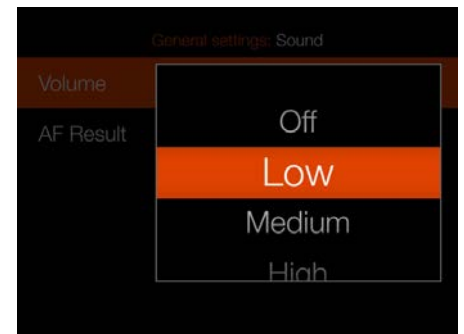 General settings: Sound
Volume
AF Result
Off
Low
Medium
High